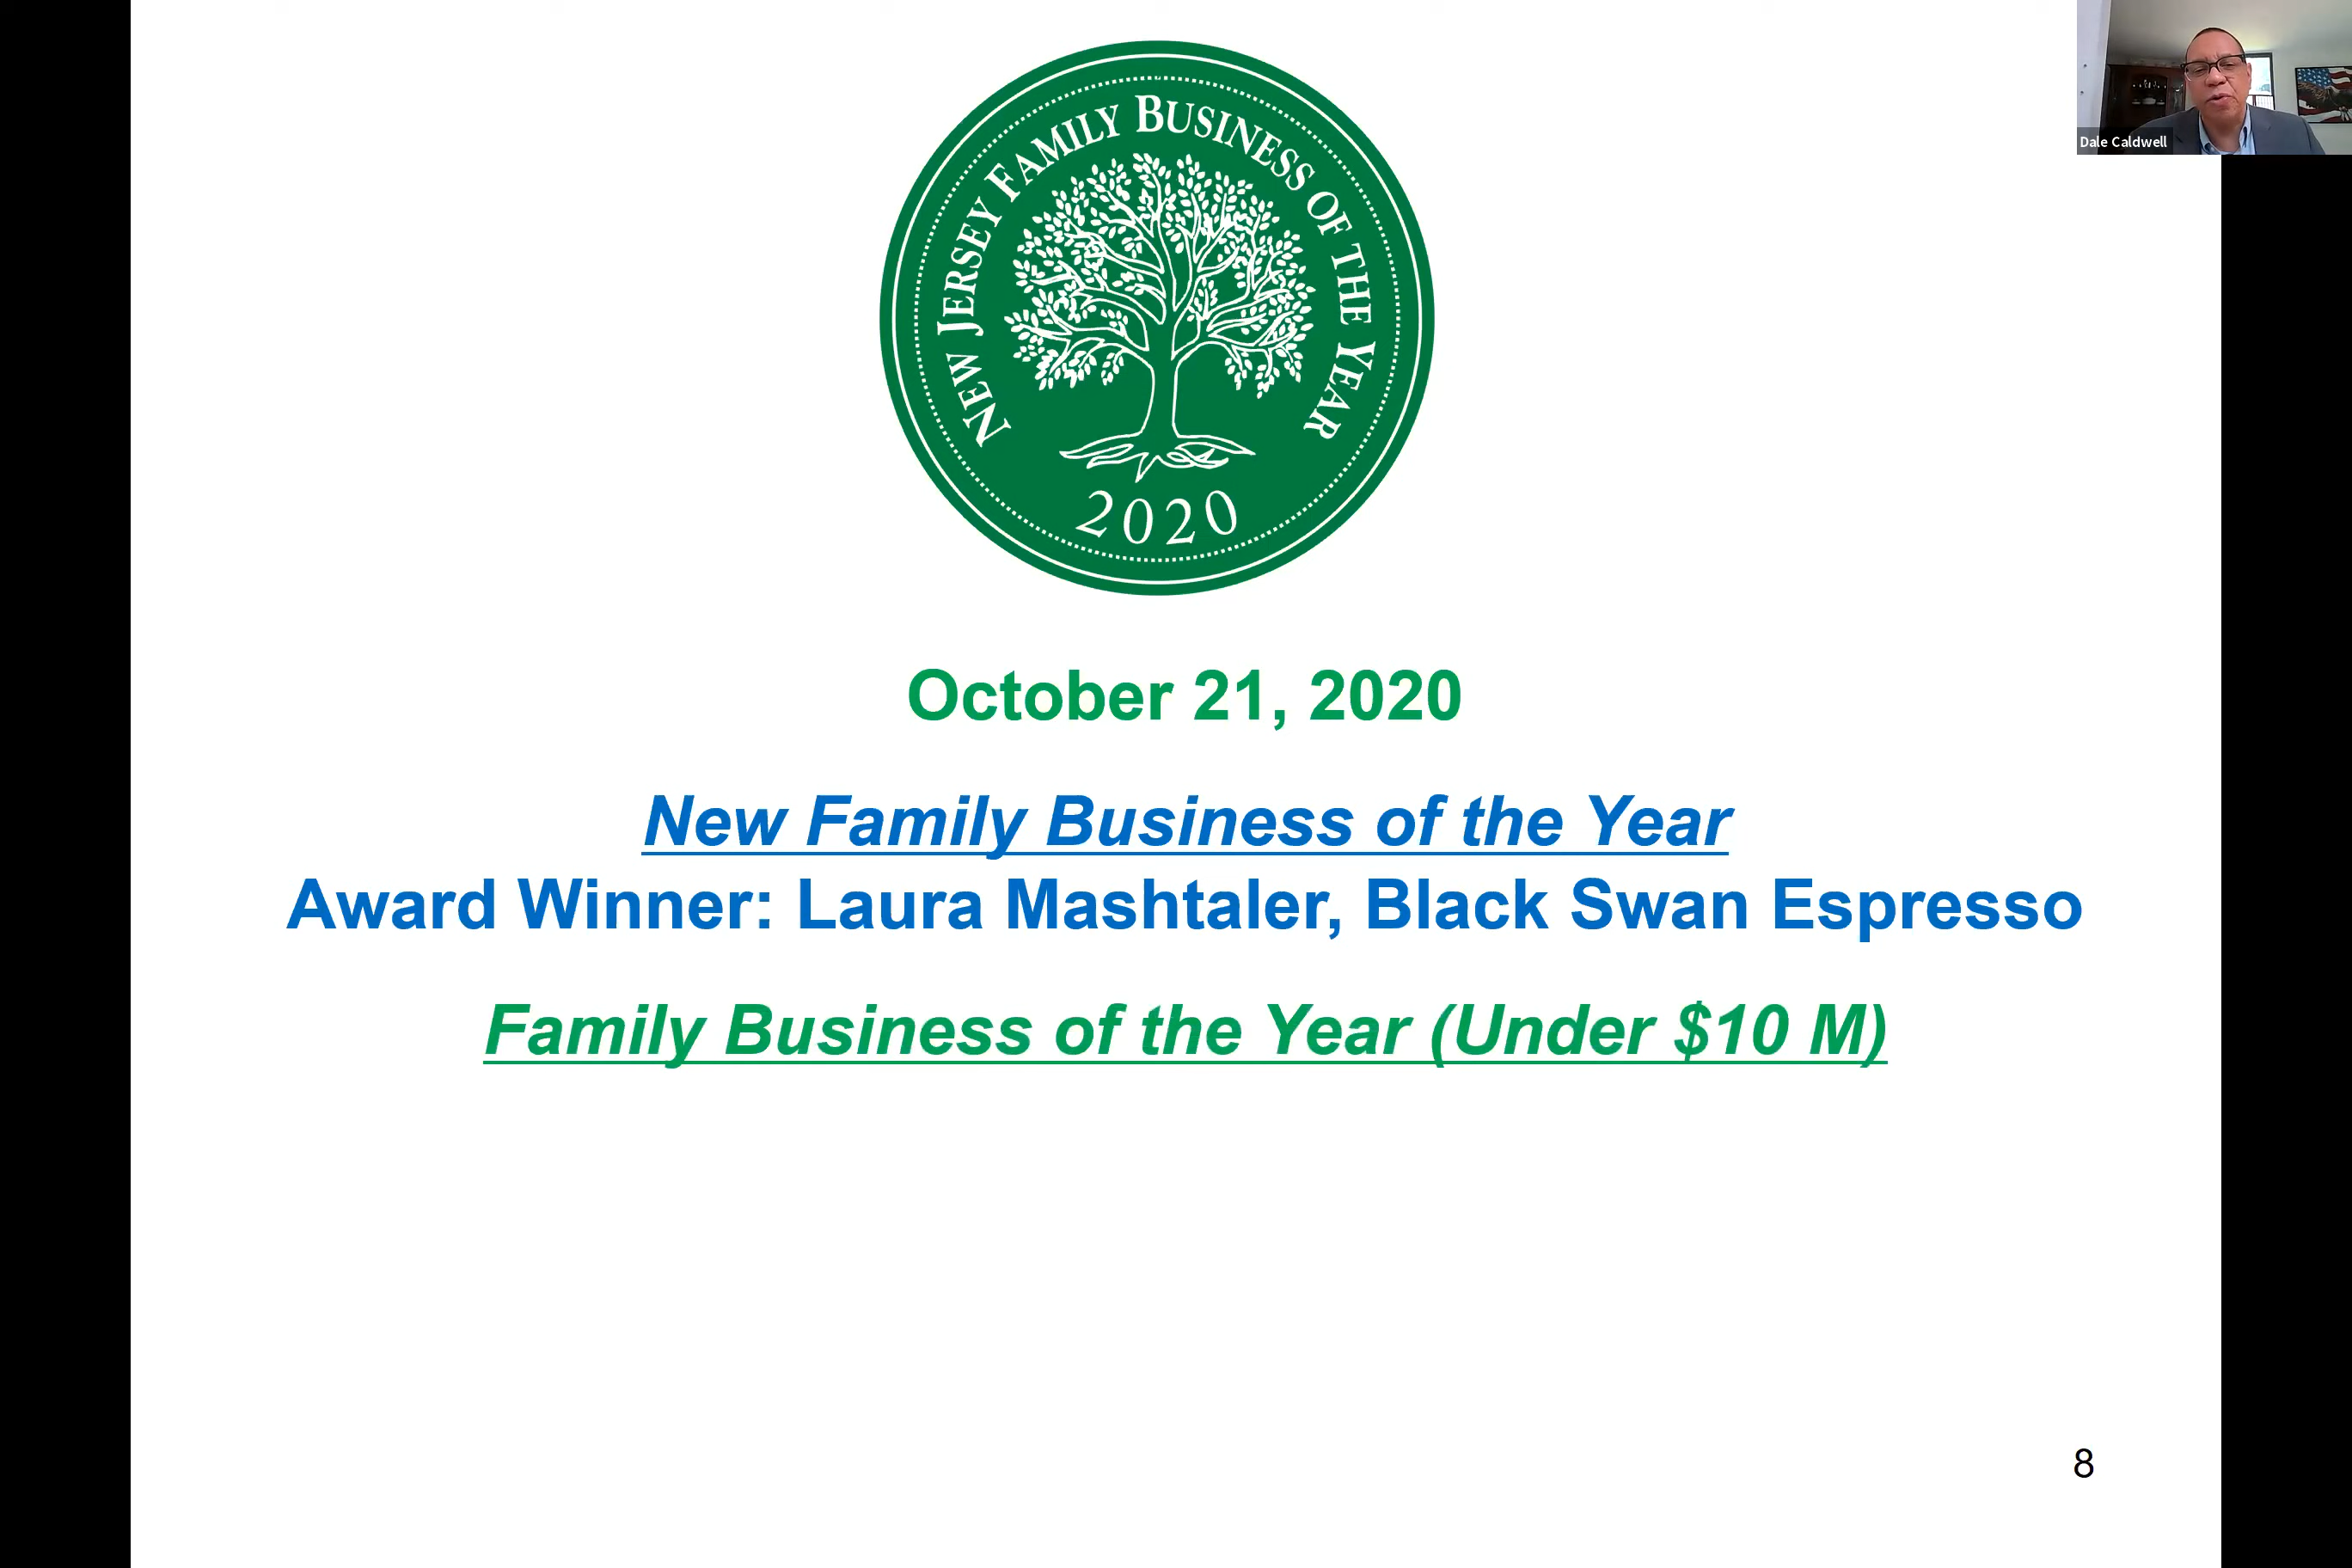 NEW JERSEY FAMILY BUSINESS OF THE YEAR
2020
Dale Caldwell
October 21, 2020
New Family Business of the Year
Award Winner: Laura Mashtaler, Black Swan Espresso
Family Business of the Year (Under $10 M)
8